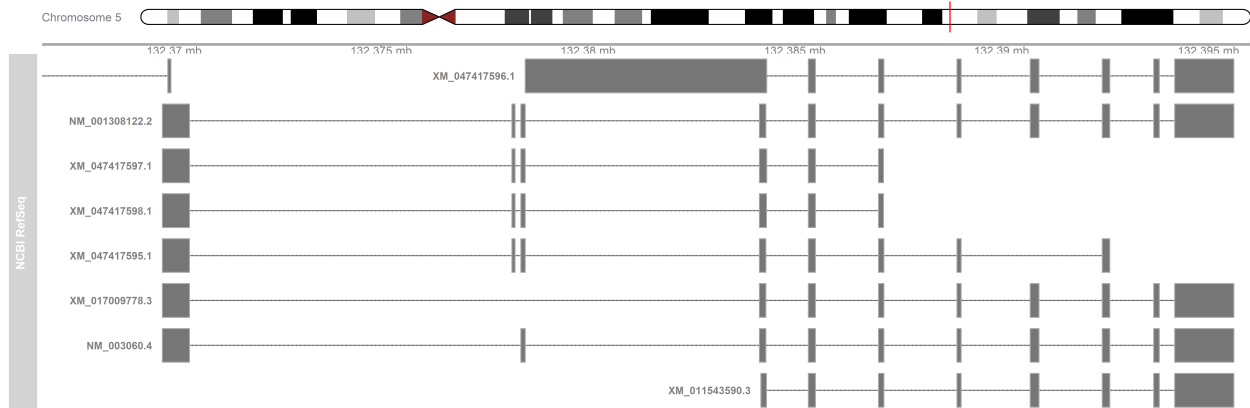 Chromosome 5
132.37 mb 132.375 mb 132.38 mb 132.385 mb 132.39 mb 132.395 mb
NCBI RefSeq
XM_047417596.1
NM_001308122.2
XM_047417597.1
XM_047417598.1
XM_047417595.1
XM_017009778.3
NM_003060.4
XM_011543590.3